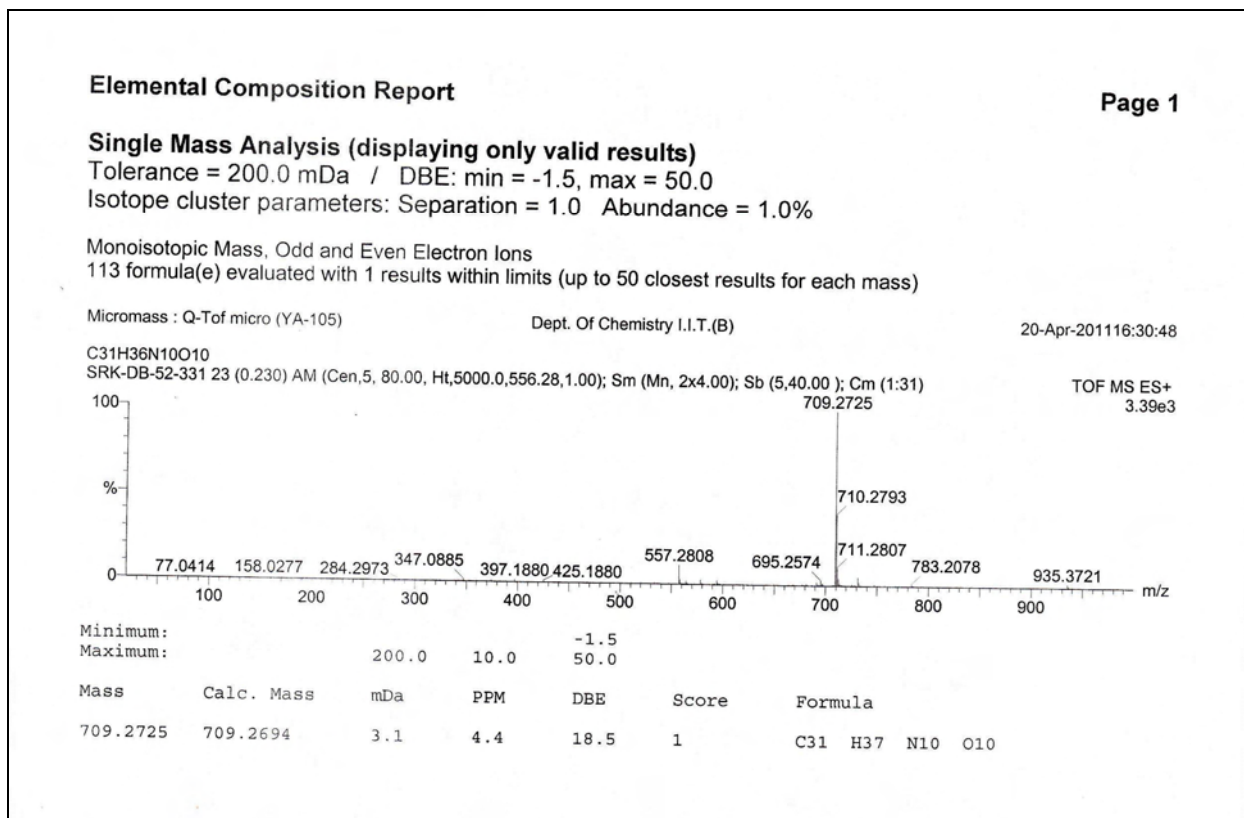 Elemental Composition Report
Page 1
Single Mass Analysis (displaying only valid results)
Tolerance = 200.0 mDa / DBE: min = -1.5, max = 50.0
Isotope cluster parameters: Separation = 1.0 Abundance = 1.0%
Monoisotopic Mass, Odd and Even Electron Ions
113 formula(e) evaluated with 1 results within limits (up to 50 closest results for each mass)
Micromass : Q-Tof micro (YA-105) Dept. Of Chemistry I.I.T.(B) 20-Apr-201116:30:48
C31H36N10O10
SRK-DB-52-331 23 (0.230) AM (Cen,5, 80.00, Ht,5000.0,556.28,1.00); Sm (Mn, 2x4.00); Sb (5,40.00 ); Cm (1:31) TOF MS ES+
3.39e3
100
709.2725
%
710.2793
711.2807
0
77.0414 158.0277 284.2973 347.0885 397.1880 425.1880 557.2808 695.2574 783.2078 935.3721
m/z
100 200 300 400 500 600 700 800 900
Minimum: -1.5
Maximum: 200.0 10.0 50.0
Mass Calc. Mass mDa PPM DBE Score Formula
709.2725 709.2694 3.1 4.4 18.5 1 C31 H37 N10 O10